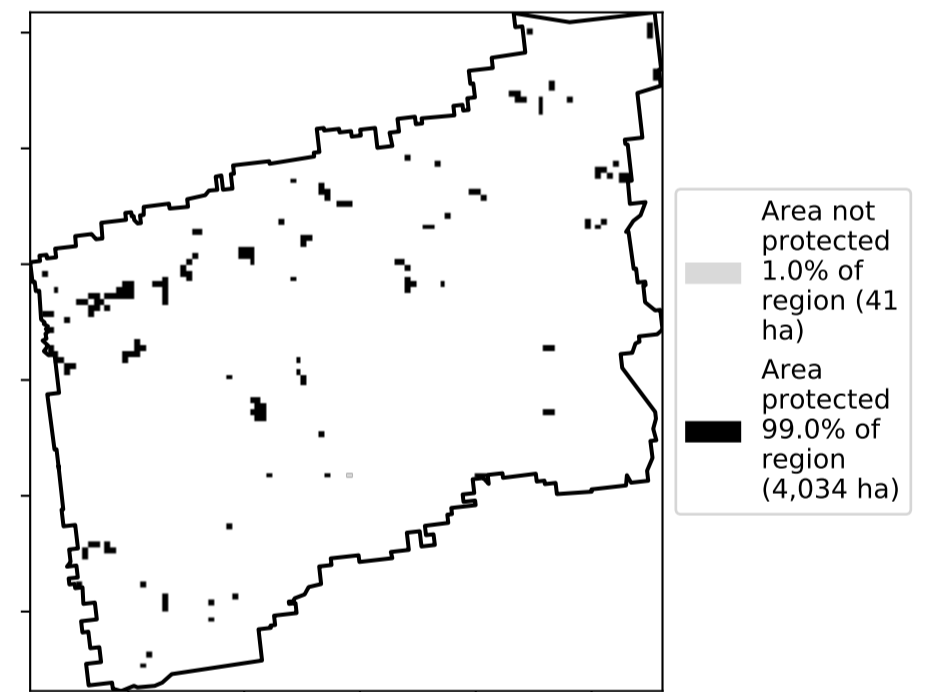 Area not
protected
1.0% of
region (41
ha)
Area
protected
99.0% of
region
(4,034 ha)